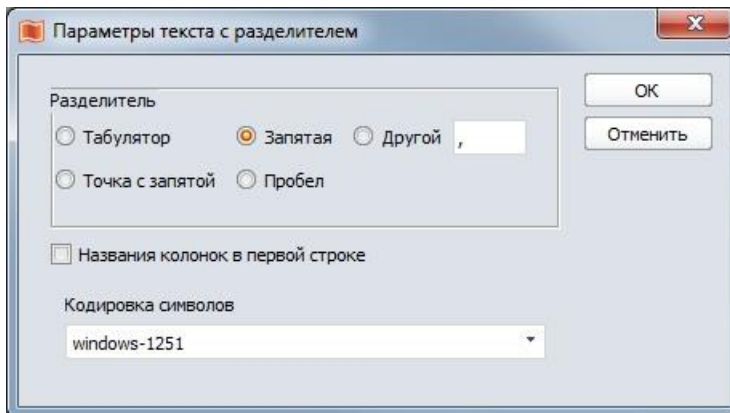 Параметры текста с разделителем
Разделитель
Табулятор Запятая Другой ,
Точка с запятой Пробел
ОК
Отменить
Названия колонок в первой строке
Кодировка символов
windows-1251